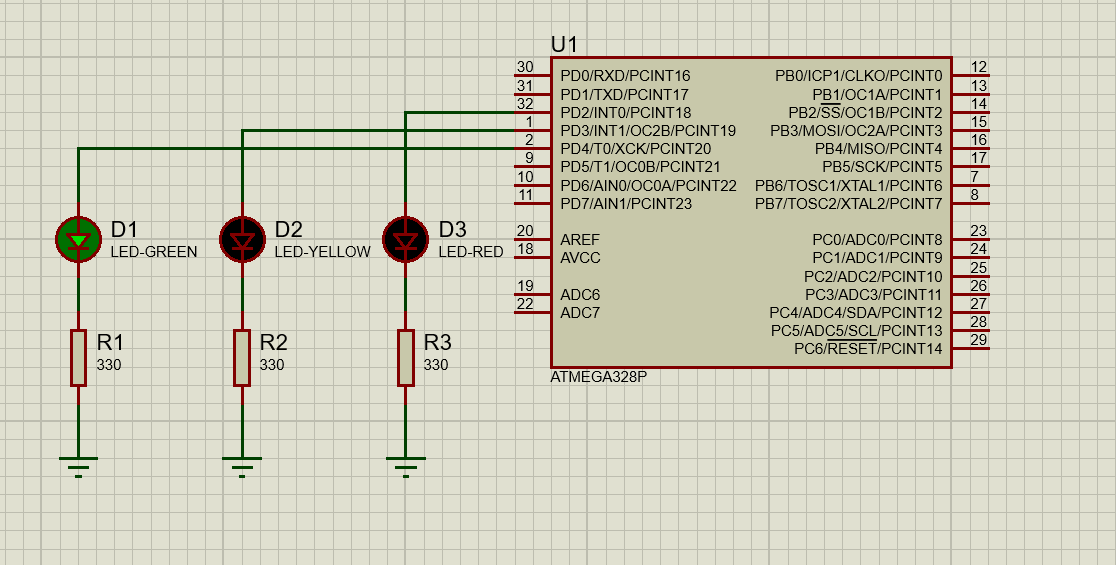 U1
30 PD0/RXD/PCINT16 PB0/ICP1/CLKO/PCINT0 12
31 PD1/TXD/PCINT17 PB1/OC1A/PCINT1 13
32 PD2/INT0/PCINT18 PB2/SS/OC1B/PCINT2 14
1 PD3/INT1/OC2B/PCINT19 PB3/MOSI/OC2A/PCINT3 15
2 PD4/T0/XCK/PCINT20 PB4/MISO/PCINT4 16
9 PD5/T1/OC0B/PCINT21 PB5/SCK/PCINT5 17
10 PD6/AIN0/OC0A/PCINT22 PB6/TOSC1/XTAL1/PCINT6 7
11 PD7/AIN1/PCINT23 PB7/TOSC2/XTAL2/PCINT7 8
20 AREF PC0/ADC0/PCINT8 23
18 AVCC PC1/ADC1/PCINT9 24
PC2/ADC2/PCINT10 25
19 ADC6 PC3/ADC3/PCINT11 26
22 ADC7 PC4/ADC4/SDA/PCINT12 27
PC5/ADC5/SCL/PCINT13 28
PC6/RESET/PCINT14 29
ATMEGA328P
D1
LED-GREEN
D2
LED-YELLOW
D3
LED-RED
R1
330
R2
330
R3
330